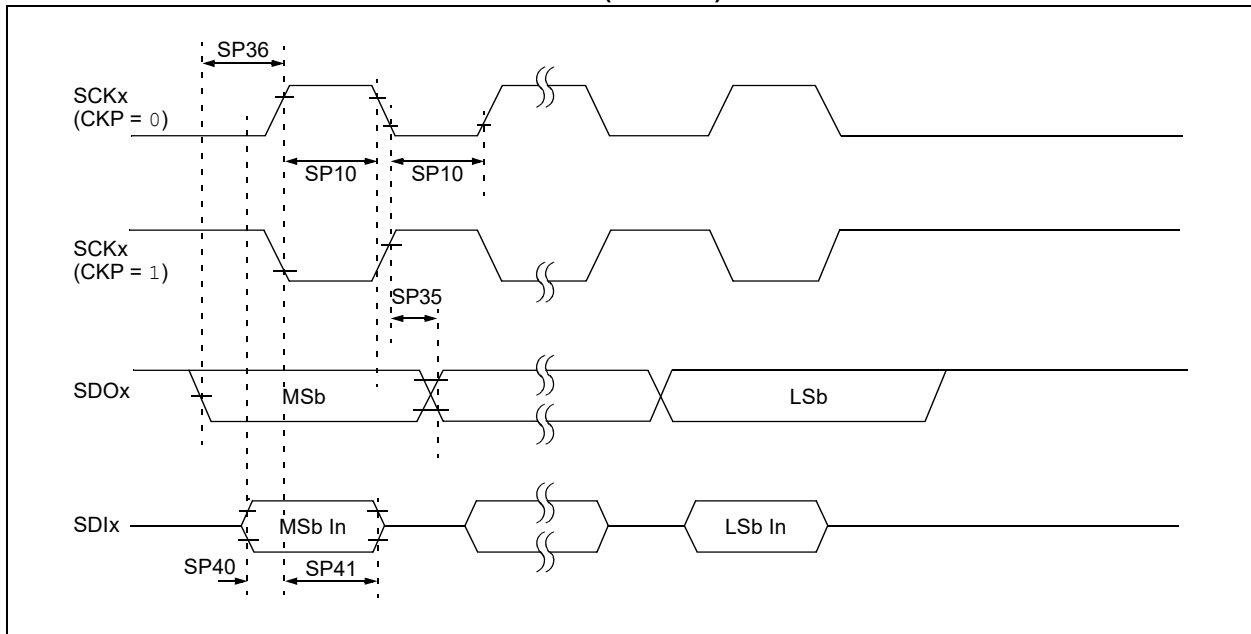 SP36
SCKx
(CKP = 0)
SP10 SP10
SCKx
(CKP = 1)
SP35
SDOx MSb LSb
SDIx MSb In LSb In
SP40 SP41